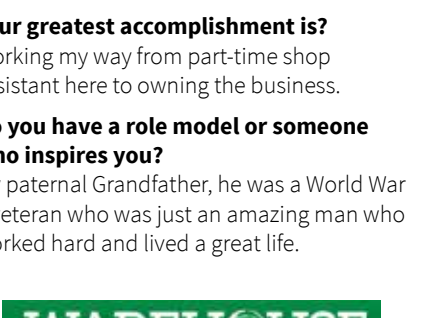 ur greatest accomplishment is?
orking my way from part-time shop
sistant here to owning the business.
o you have a role model or someone
ho inspires you?
paternal Grandfather, he was a World War
eteran who was just an amazing man who
orked hard and lived a great life.
WAREHOUSE